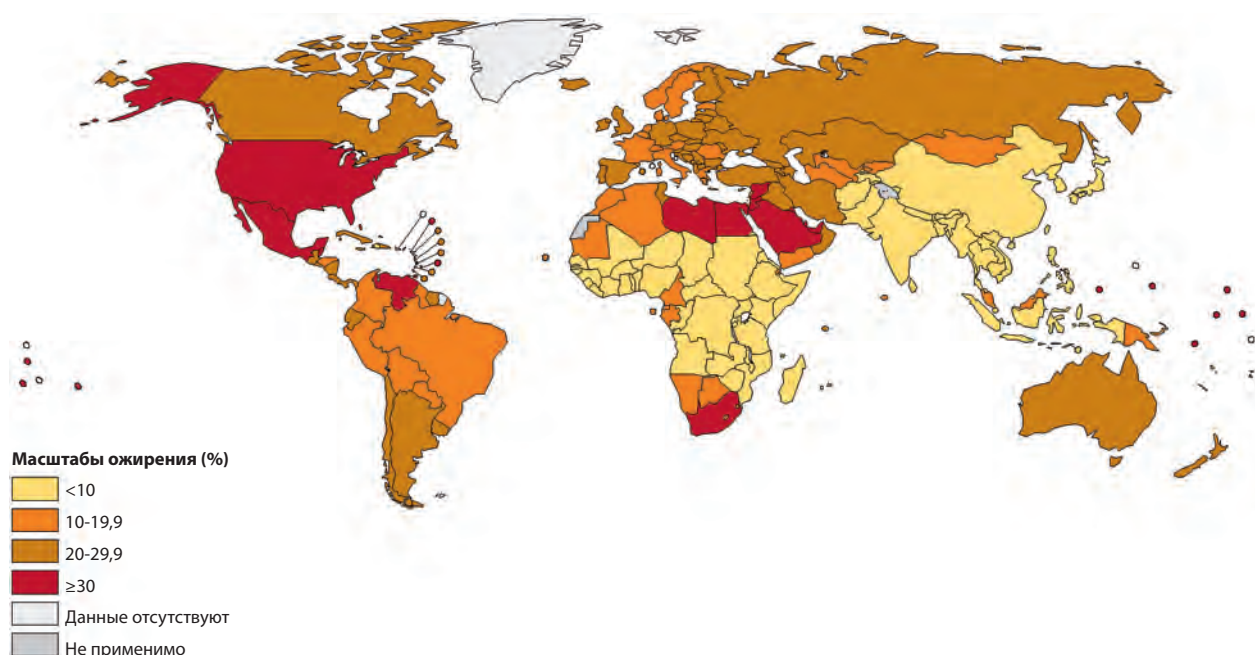 Масштабы ожирения (%)
<10
10-19,9
20-29,9
≥30
Данные отсутствуют
Не применимо